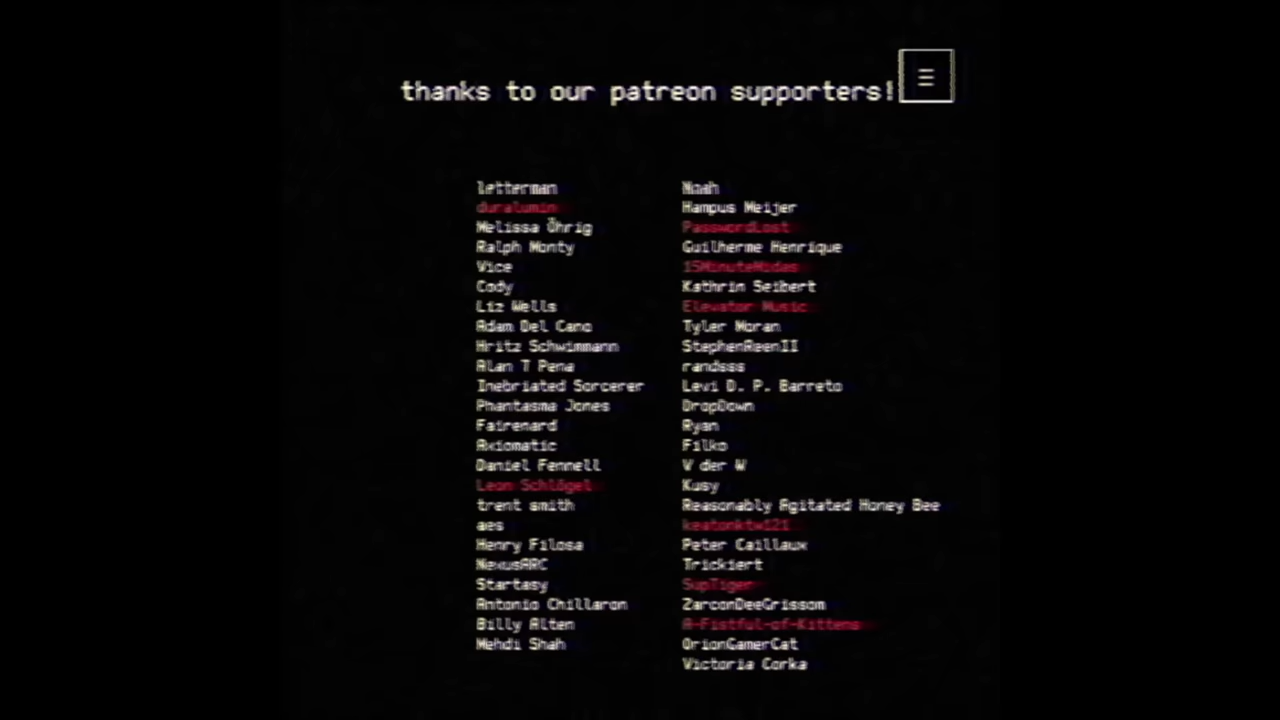 thanks to our patreon supporters!
letterman
duralumin
Melissa Öhrig
Ralph Monty
Vice
Cody
Liz Wells
Adam Del Cano
Hritz Schwimmann
Alan T Pena
Inebriated Sorcerer
Phantasma Jones
Fairenard
Axiomatic
Daniel Fennell
Leon Schlögel
trent smith
aes
Henry Filosa
NexusARC
Startasy
Antonio Chillaron
Billy Alten
Mehdi Shah
Noah
Hampus Meijer
PasswordLost
Guilherme Henrique
15MinuteMidas
Kathrin Seibert
Elevator Music
Tyler Moran
StephenReenII
randsss
Levi D. P. Barreto
DropDown
Ryan
Filko
V der W
Kusy
Reasonably Agitated Honey Bee
keatonktw121
Peter Caillaux
Trickiert
SupTiger
ZarconDeeGrissom
A-Fistful-of-Kittens
OrionGamerCat
Victoria Corka